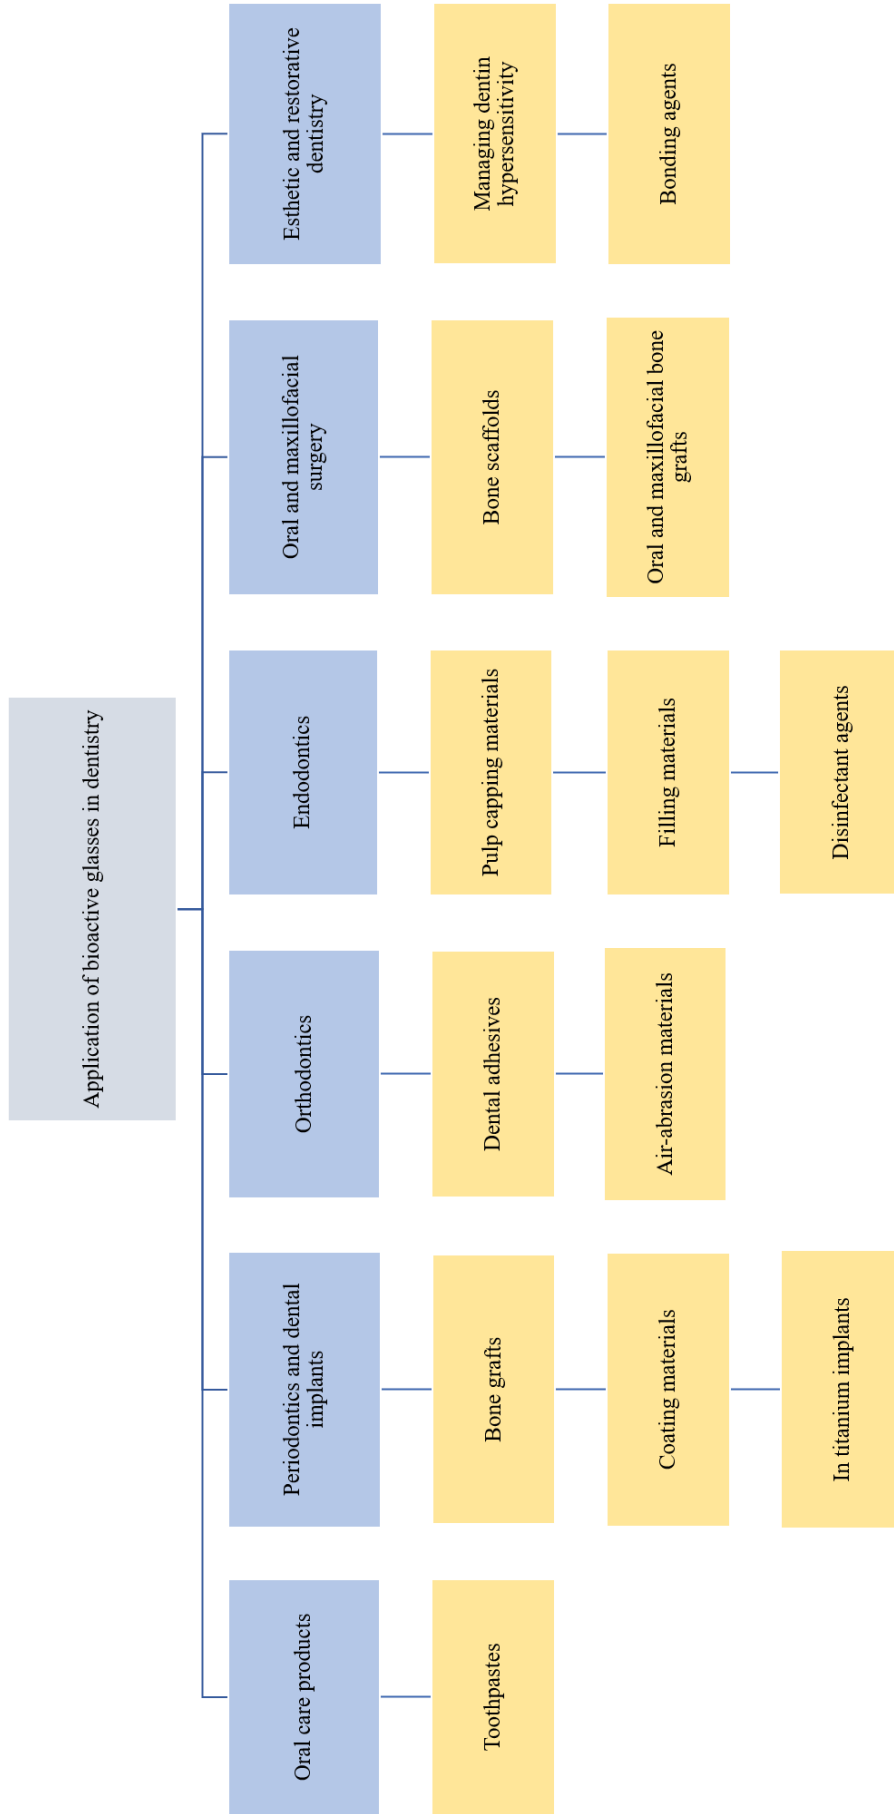 Application of bioactive glasses in dentistry
Oral care products
Toothpastes
Periodontics and dental
implants
Bone grafts
Coating materials
In titanium implants
Orthodontics
Dental adhesives
Air-abrasion materials
Endodontics
Pulp capping materials
Filling materials
Disinfectant agents
Oral and maxillofacial
surgery
Bone scaffolds
Oral and maxillofacial bone
grafts
Esthetic and restorative
dentistry
Managing dentin
hypersensitivity
Bonding agents